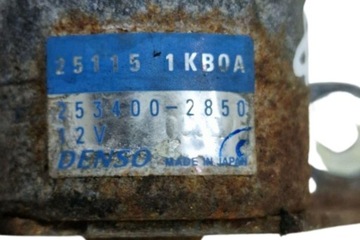 25115 1KB0A
253400-2850
12V
DENSO MADE IN JAPAN